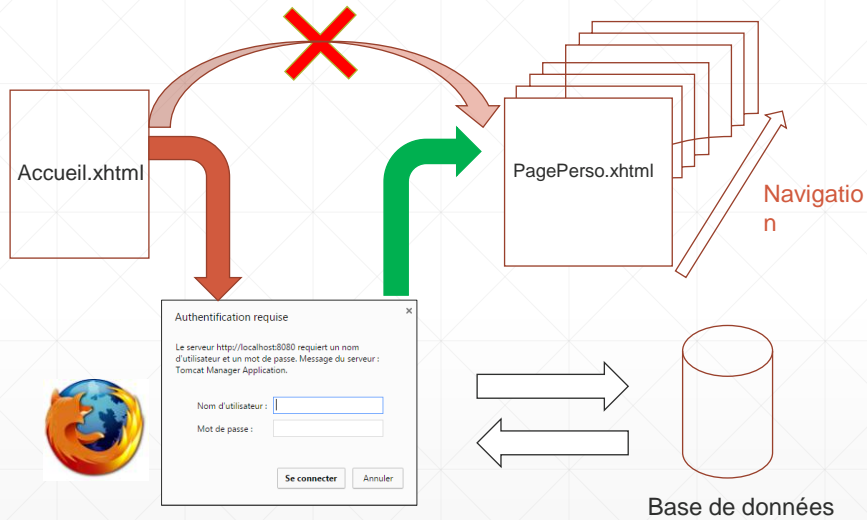 Accueil.xhtml
PagePerso.xhtml
Navigatio
n
Authentification requise
×
Le serveur http://localhost:8080 requiert un nom
d'utilisateur et un mot de passe. Message du serveur :
Tomcat Manager Application.
Nom d'utilisateur :
Mot de passe :
Se connecter
Annuler
Base de données